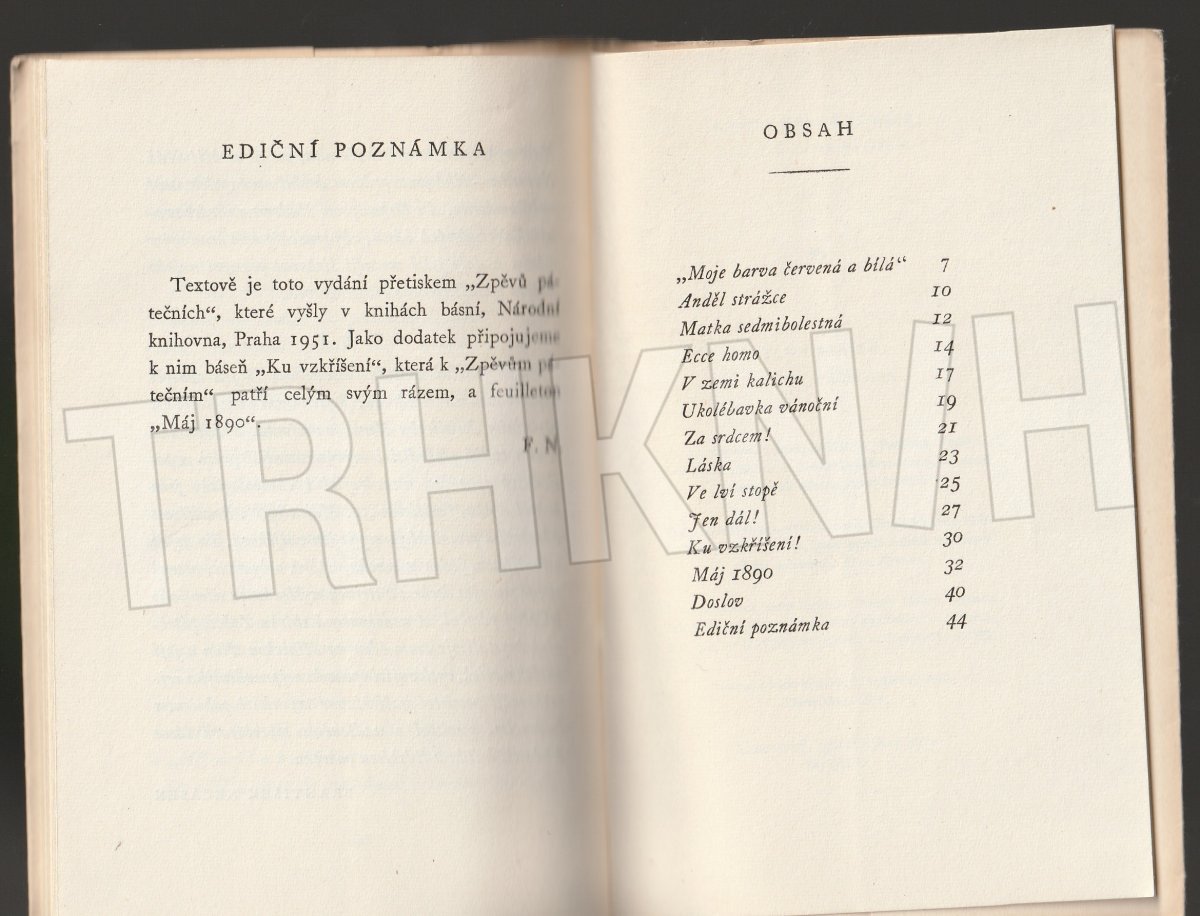 EDIČNÍ POZNÁMKA
Textově je toto vydání přetiskem „Zpěvů pá-
tečních“, které vyšly v knihách básní, Národní
knihovna, Praha 1951. Jako dodatek připojujeme
k nim báseň „Ku vzkříšení“, která k „Zpěvům pá-
tečním“ patří celým svým rázem, a feuilleton
„Máj 1890“.
F. N.
OBSAH
„Moje barva červená a bílá“ 7
Anděl strážce 10
Matka sedmibolestná 12
Ecce homo 14
V zemi kalichu 17
Ukolébavka vánoční 19
Za srdcem! 21
Láska 23
Ve lví stopě 25
Jen dál! 27
Ku vzkříšení! 30
Máj 1890 32
Doslov 40
Ediční poznámka 44
TRHKNIH